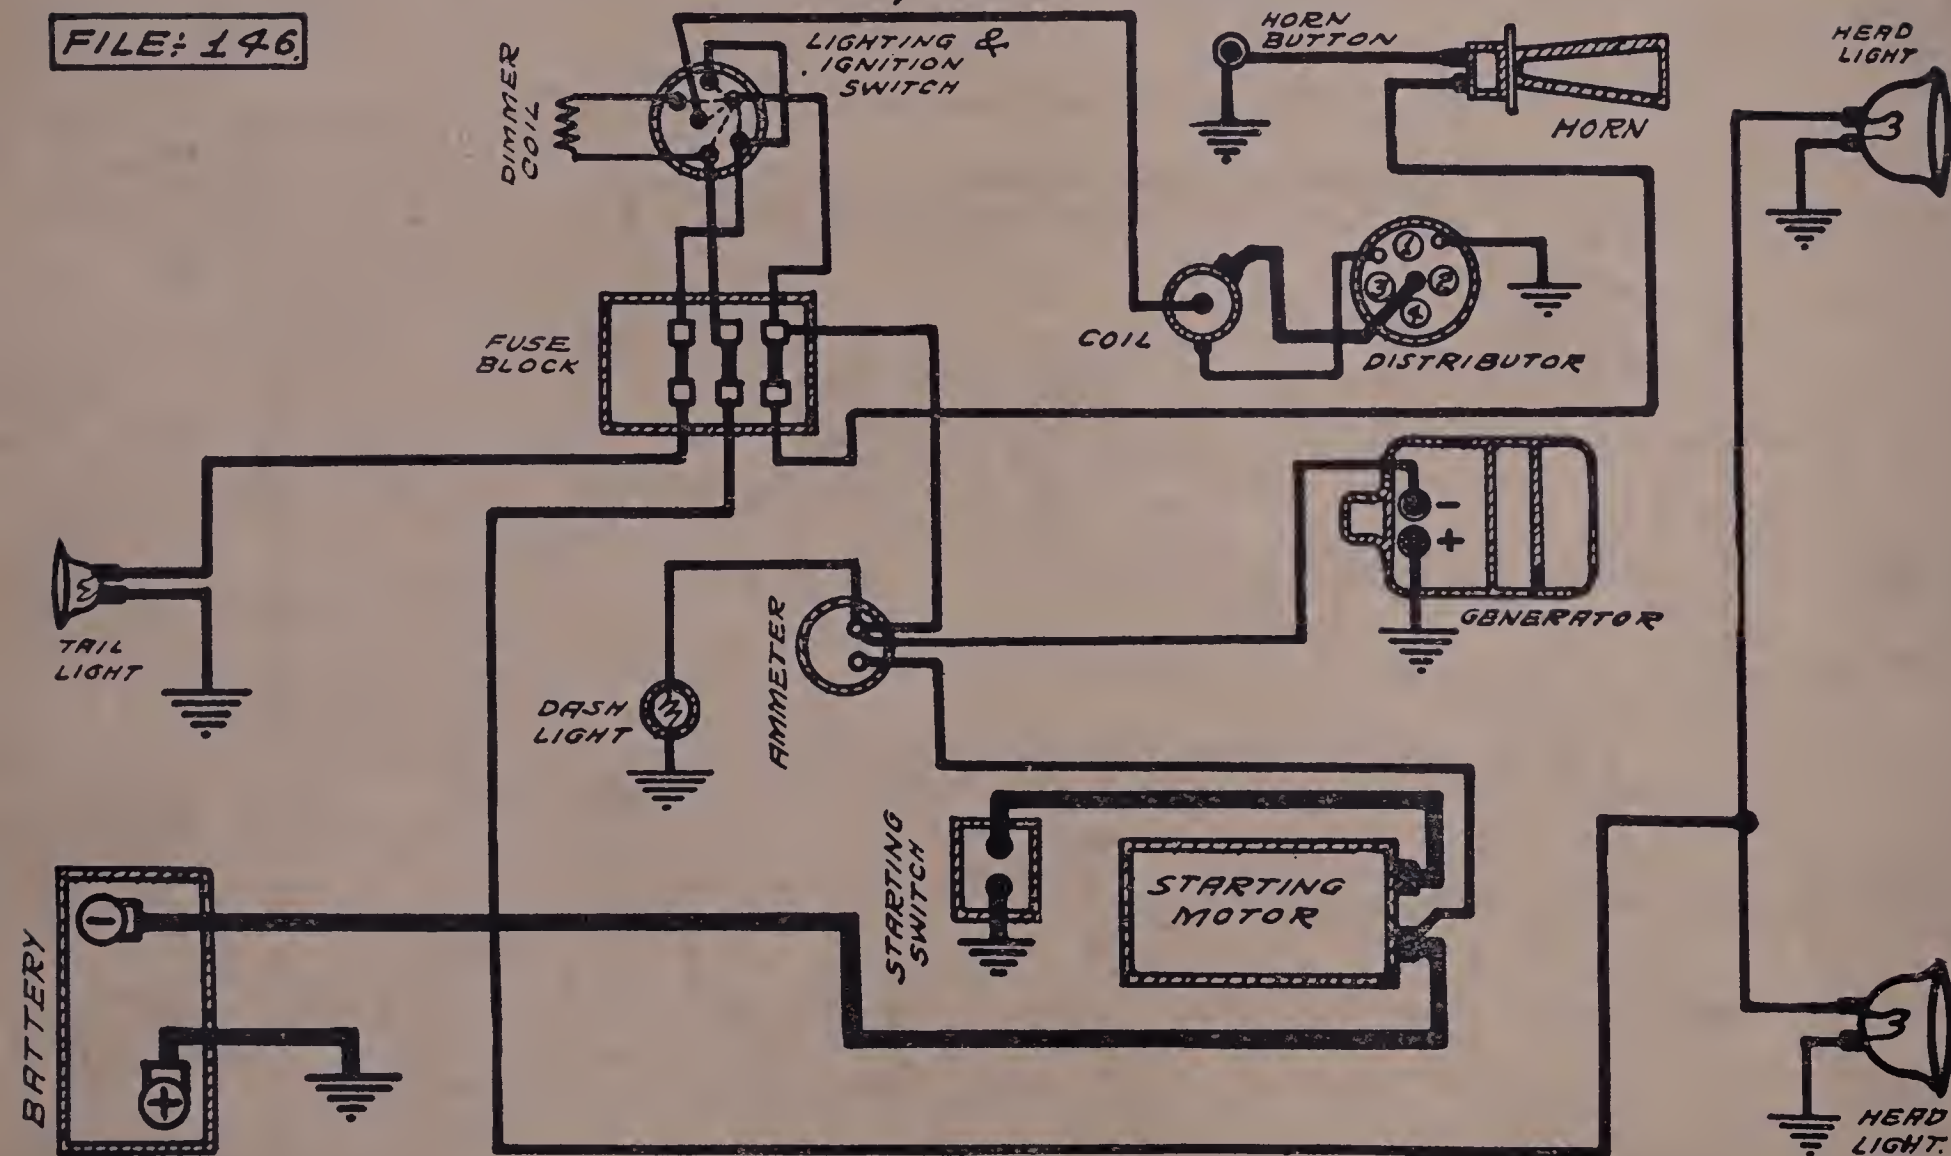 FILE: 146.
DIMMER
COIL
LIGHTING &
IGNITION
SWITCH
HORN
BUTTON
HORN
HEAD
LIGHT
FUSE
BLOCK
COIL
1
2
3
4
DISTRIBUTOR
-
+
GENERATOR
TAIL
LIGHT
DASH
LIGHT
AMMETER
STARTING
SWITCH
STARTING
MOTOR
BATTERY
-
+
HEAD
LIGHT.